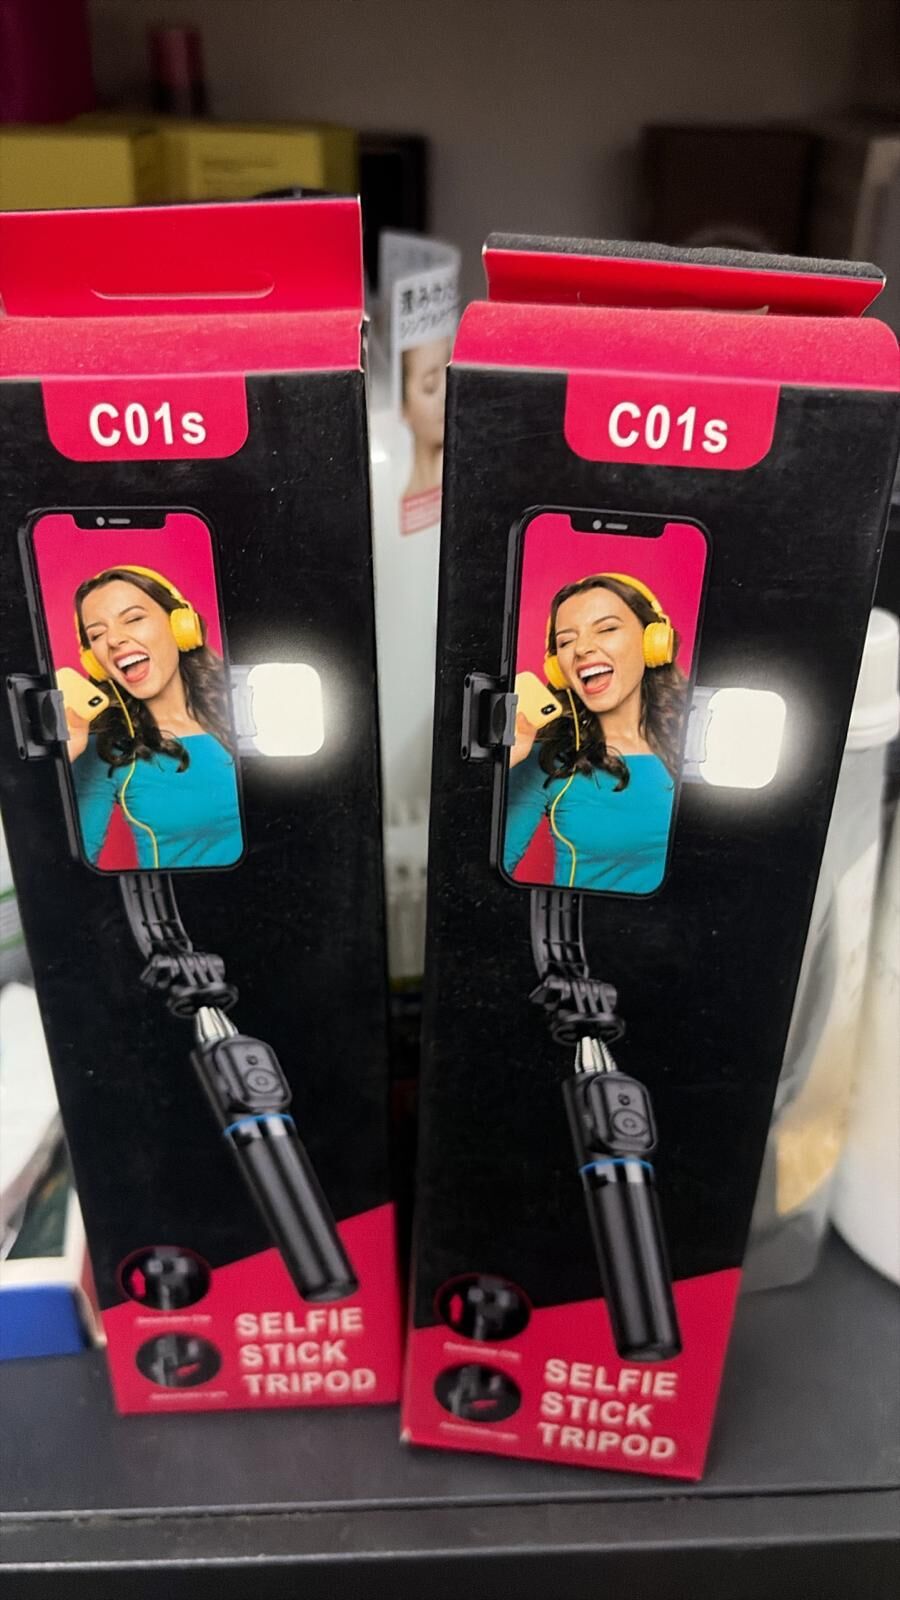 C01s
SELFIE
STICK
TRIPOD
C01s
SELFIE
STICK
TRIPOD